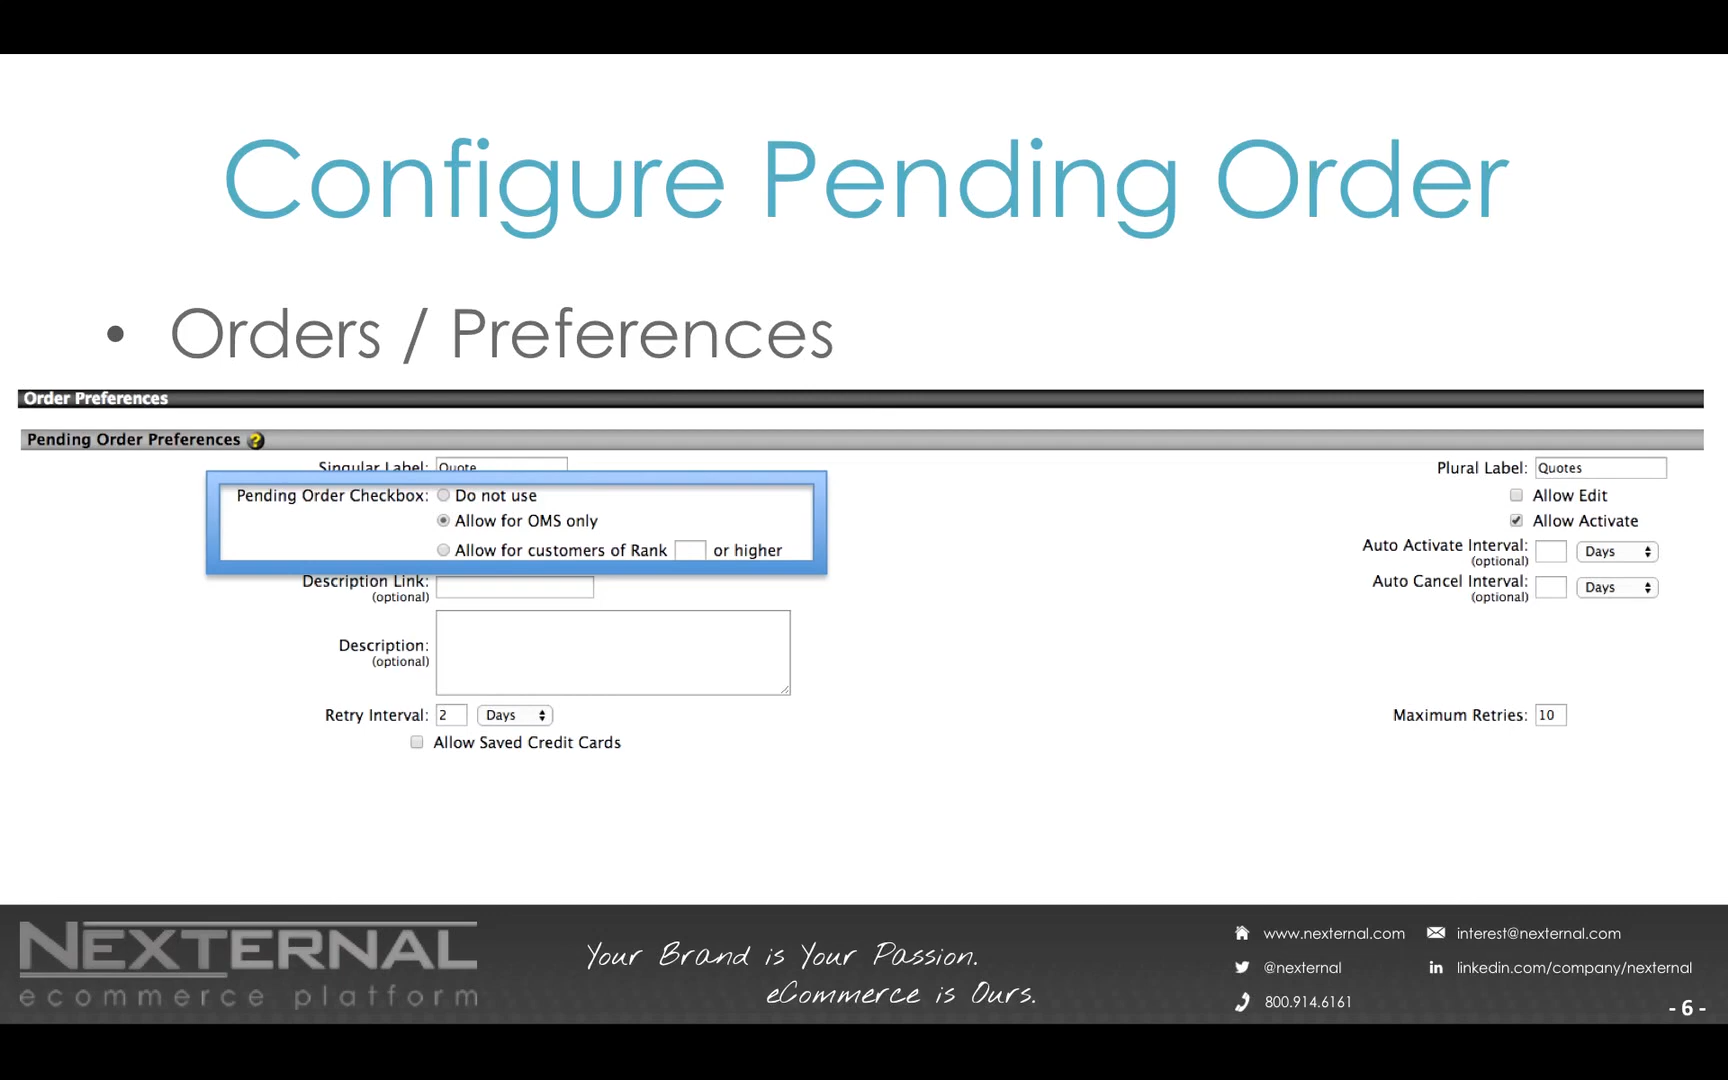 Configure Pending Order
• Orders / Preferences
Order Preferences
Pending Order Preferences
Singular Label: Quote
Plural Label: Quotes
Pending Order Checkbox: Do not use
Allow for OMS only
Allow for customers of Rank or higher
Allow Edit
Allow Activate
Auto Activate Interval: Days
(optional)
Auto Cancel Interval: Days
(optional)
Description Link:
(optional)
Description:
(optional)
Retry Interval: 2 Days
Maximum Retries: 10
Allow Saved Credit Cards
NEXTERNAL
ecommerce platform
Your Brand is Your Passion.
eCommerce is Ours.
www.nexternal.com
interest@nexternal.com
@nexternal
linkedin.com/company/nexternal
800.914.6161
- 6 -